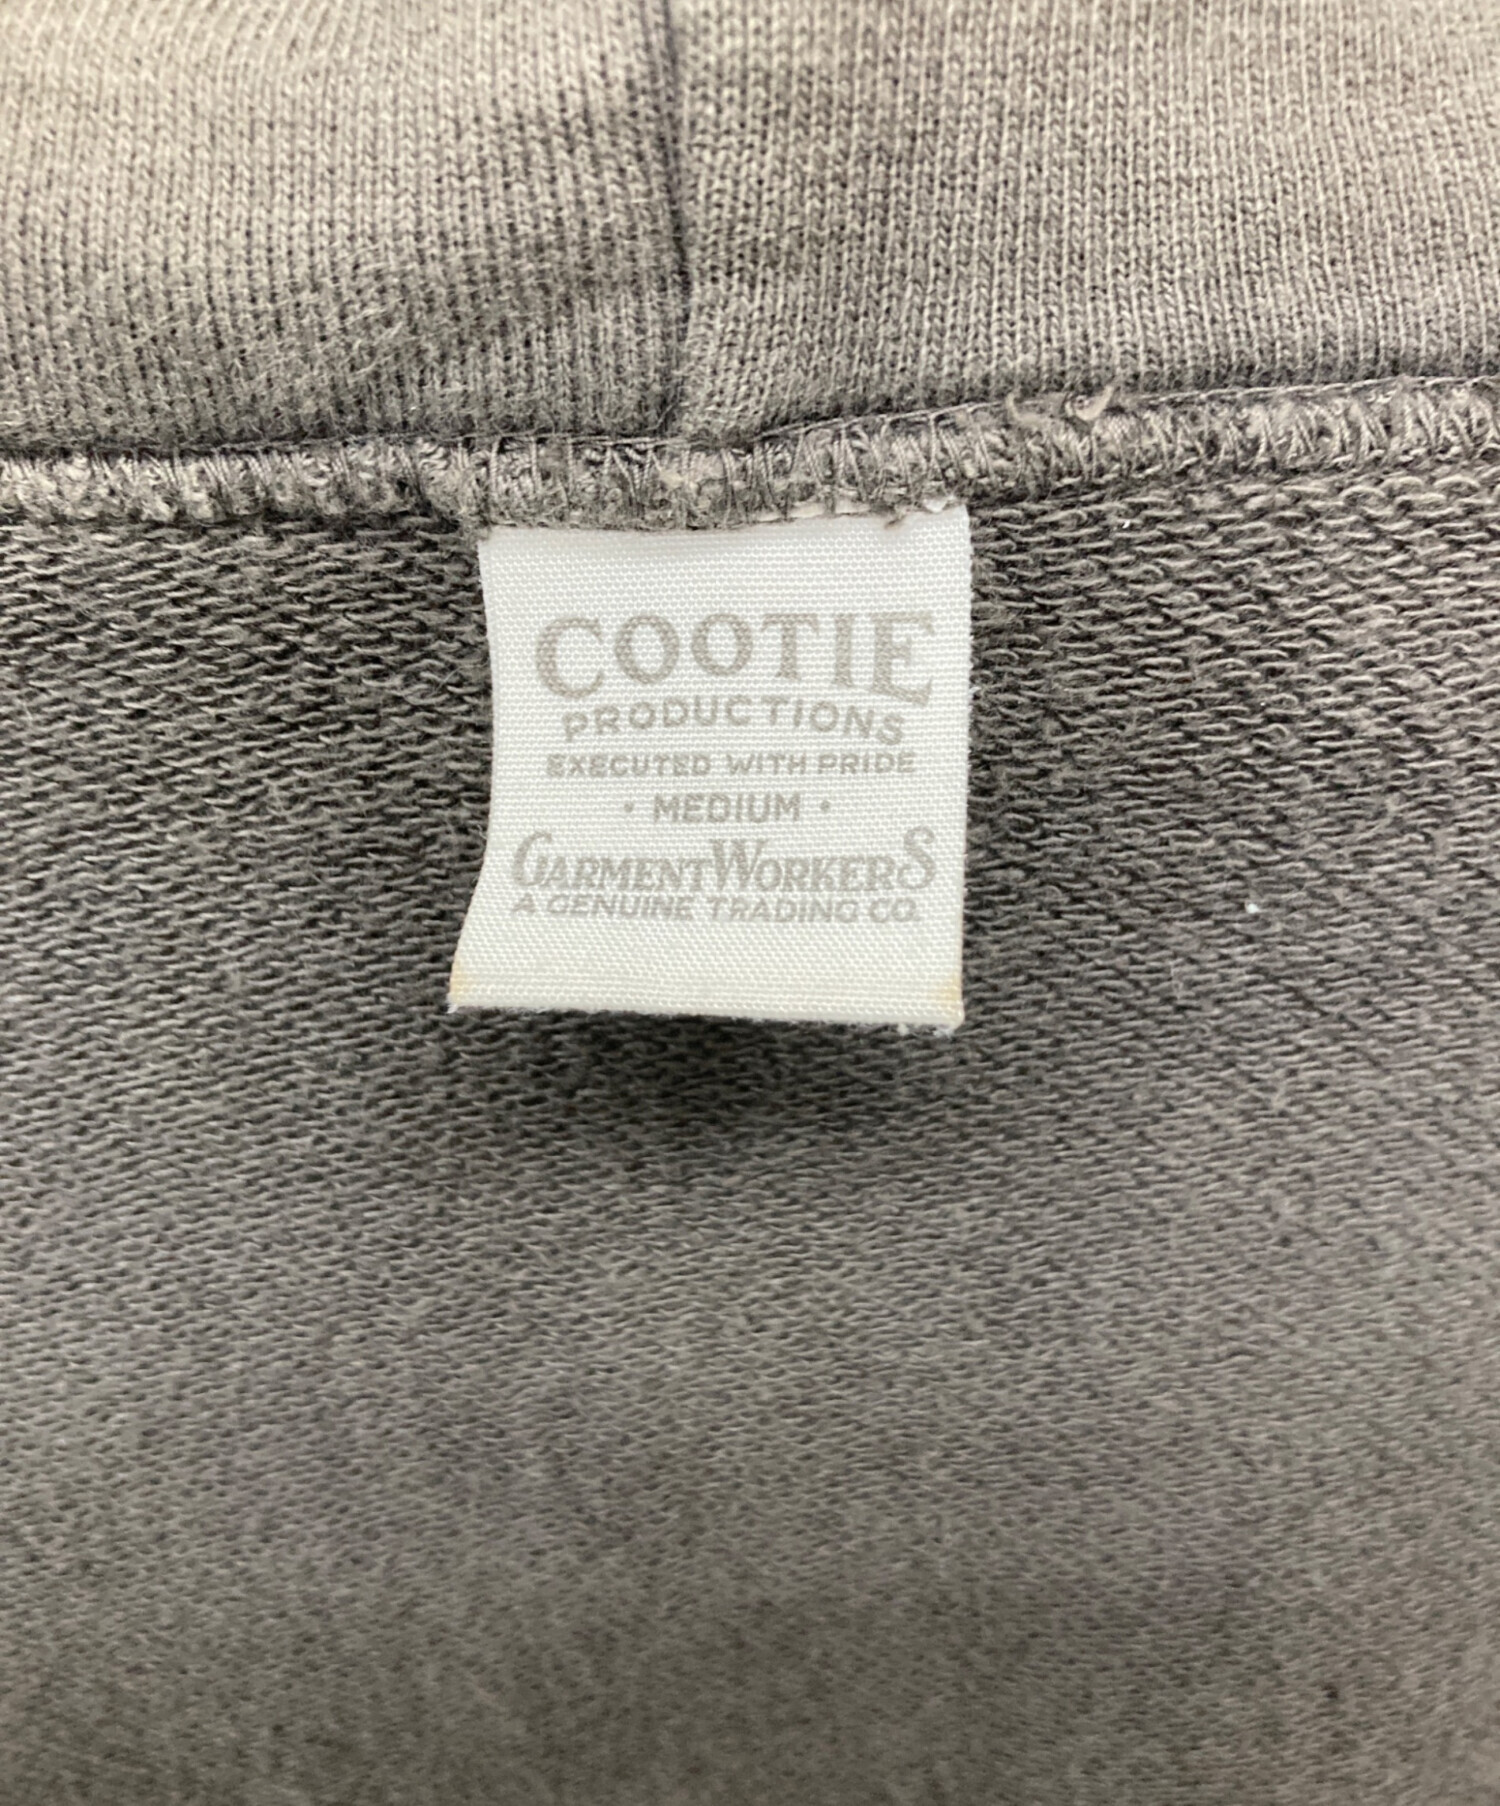 COOTIE
PRODUCTIONS
EXECUTED WITH PRIDE
• MEDIUM •
GARMENT WORKERS
A GENUINE TRADING CO.